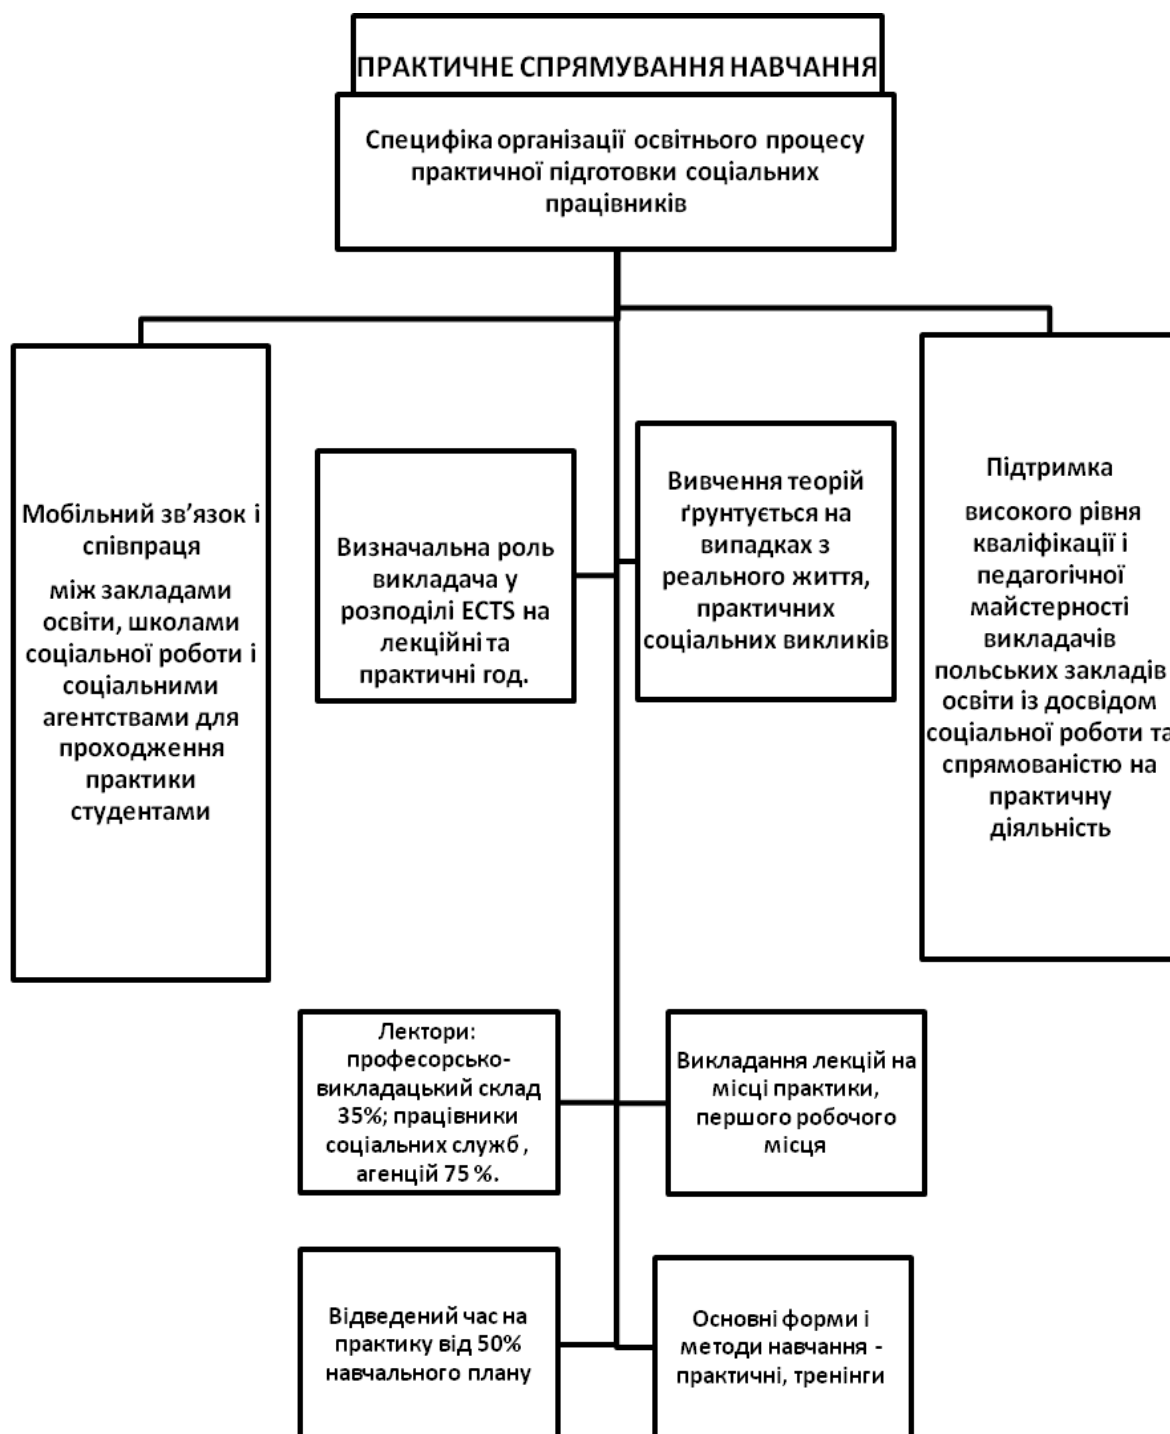 ПРАКТИЧНЕ СПРЯМУВАННЯ НАВЧАННЯ
Специфіка організації освітнього процесу
практичної підготовки соціальних
працівників
Мобільний зв’язок і
співпраця
між закладами
освіти, школами
соціальної роботи і
соціальними
агентствами для
проходження
практики
студентами
Визначальна роль
викладача у
розподілі ECTS на
лекційні та
практичні год.
Вивчення теорій
ґрунтується на
випадках з
реального життя,
практичних
соціальних викликів
Підтримка
високого рівня
кваліфікації і
педагогічної
майстерності
викладачів
польських закладів
освіти із досвідом
соціальної роботи та
спрямованістю на
практичну
діяльність
Лектори:
професорсько-
викладацький склад
35%; працівники
соціальних служб ,
агенцій 75 %.
Викладання лекцій на
місці практики,
першого робочого
місця
Відведений час на
практику від 50%
навчального плану
Основні форми і
методи навчання -
практичні, тренінги